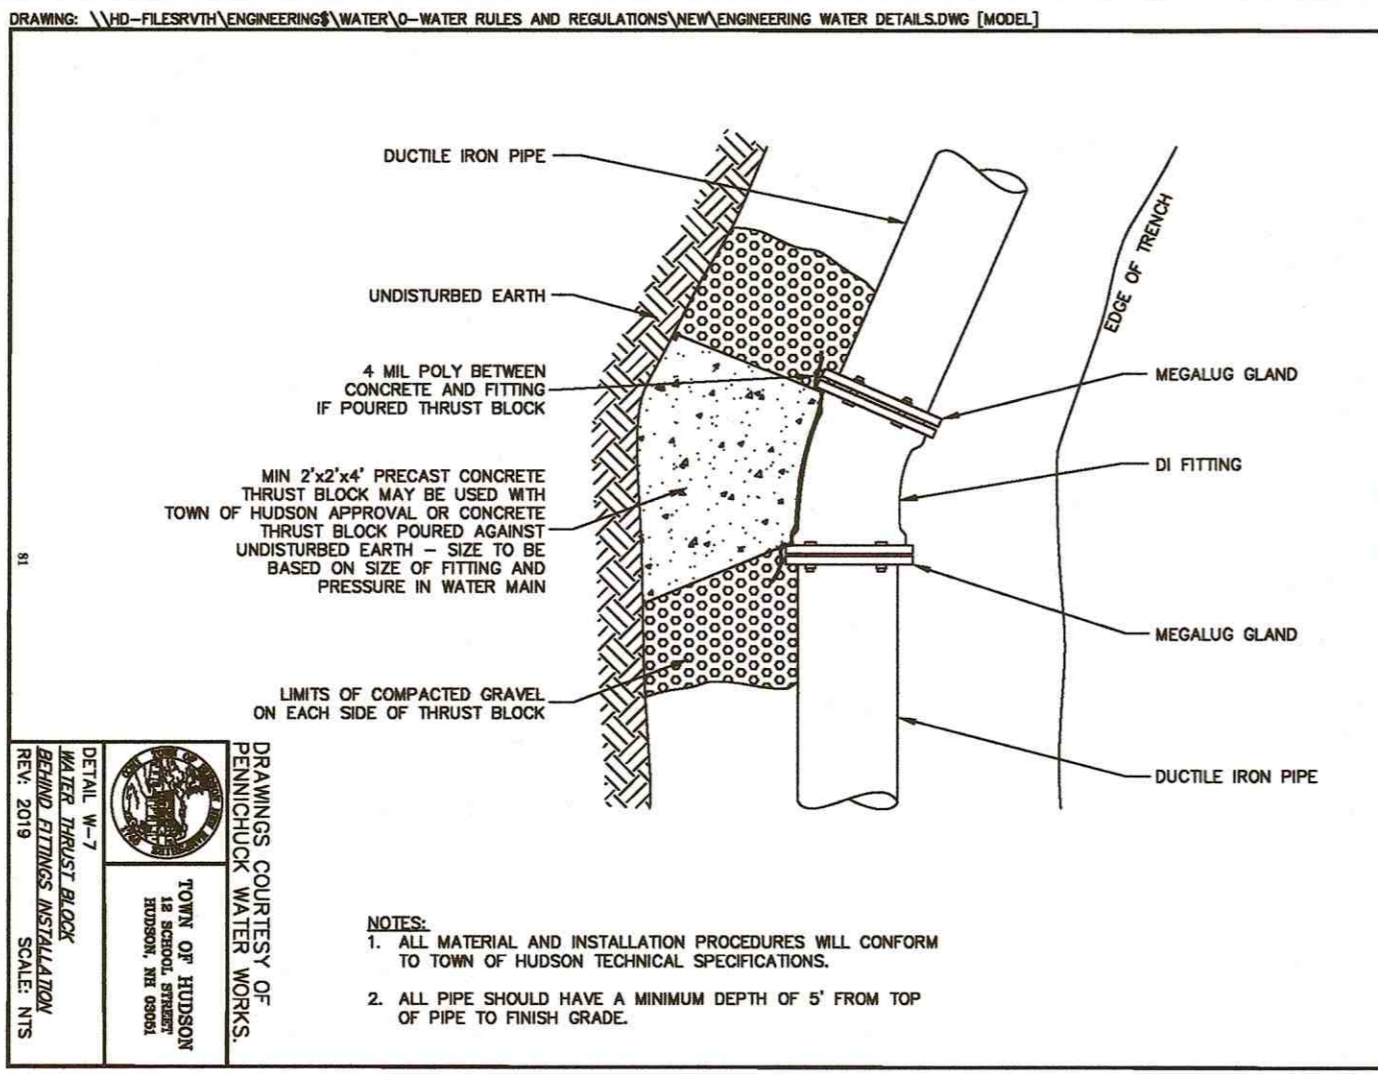 DRAWING: \\HD-FILESRVTH\ENGINEERING$\WATER\0-WATER RULES AND REGULATIONS\NEW\ENGINEERING WATER DETAILS.DWG [MODEL]
DUCTILE IRON PIPE
UNDISTURBED EARTH
4 MIL POLY BETWEEN
CONCRETE AND FITTING
IF POURED THRUST BLOCK
MIN 2'x2'x4' PRECAST CONCRETE
THRUST BLOCK MAY BE USED WITH
TOWN OF HUDSON APPROVAL OR CONCRETE
THRUST BLOCK POURED AGAINST
UNDISTURBED EARTH – SIZE TO BE
BASED ON SIZE OF FITTING AND
PRESSURE IN WATER MAIN
LIMITS OF COMPACTED GRAVEL
ON EACH SIDE OF THRUST BLOCK
EDGE OF TRENCH
MEGALUG GLAND
DI FITTING
MEGALUG GLAND
DUCTILE IRON PIPE
81
DRAWINGS COURTESY OF
PENNICHUCK WATER WORKS.
TOWN OF HUDSON
12 SCHOOL STREET
HUDSON, NH 03051
DETAIL W-7
WATER THRUST BLOCK
BEHIND FITTINGS INSTALLATION
REV: 2019 SCALE: NTS
NOTES:
1. ALL MATERIAL AND INSTALLATION PROCEDURES WILL CONFORM
TO TOWN OF HUDSON TECHNICAL SPECIFICATIONS.
2. ALL PIPE SHOULD HAVE A MINIMUM DEPTH OF 5' FROM TOP
OF PIPE TO FINISH GRADE.